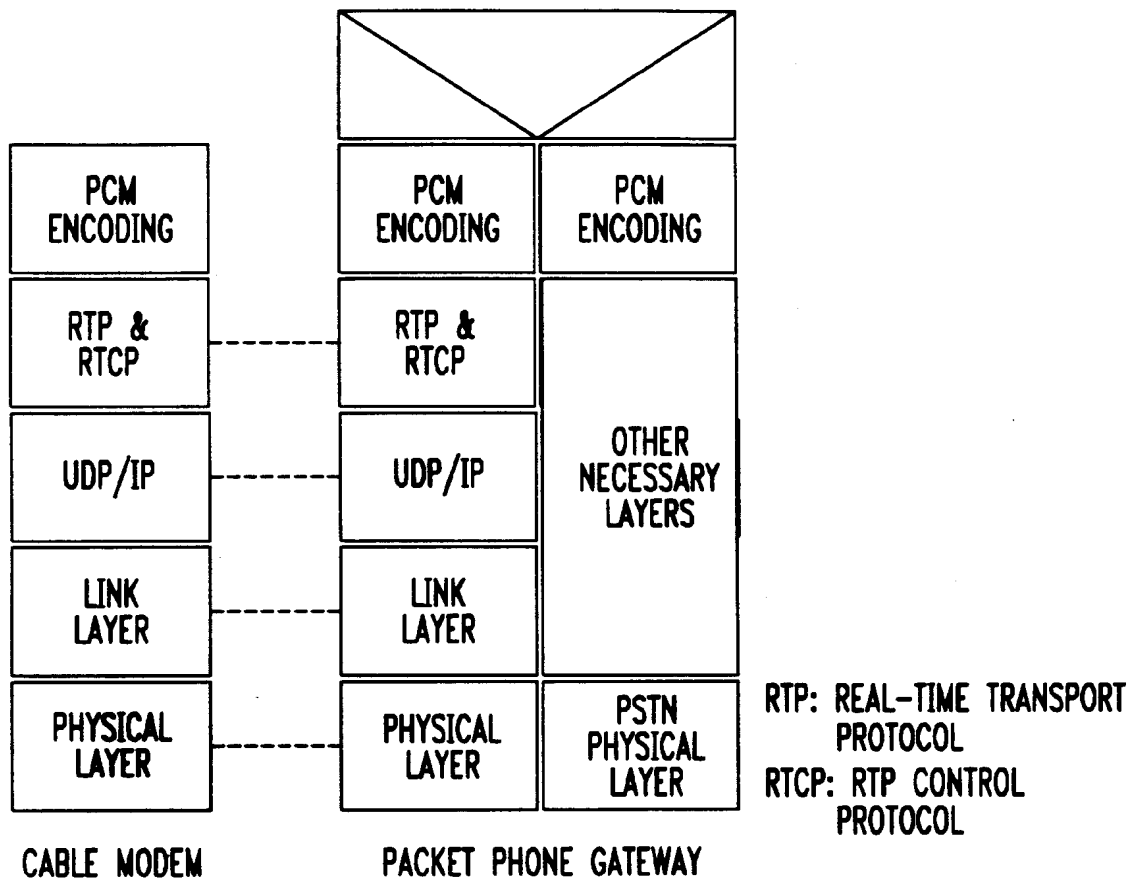 PCM
ENCODING
PCM
ENCODING
PCM
ENCODING
RTP &
RTCP
RTP &
RTCP
UDP/IP
UDP/IP
OTHER
NECESSARY
LAYERS
LINK
LAYER
LINK
LAYER
PHYSICAL
LAYER
PHYSICAL
LAYER
PSTN
PHYSICAL
LAYER
RTP: REAL-TIME TRANSPORT
PROTOCOL
RTCP: RTP CONTROL
PROTOCOL
CABLE MODEM
PACKET PHONE GATEWAY